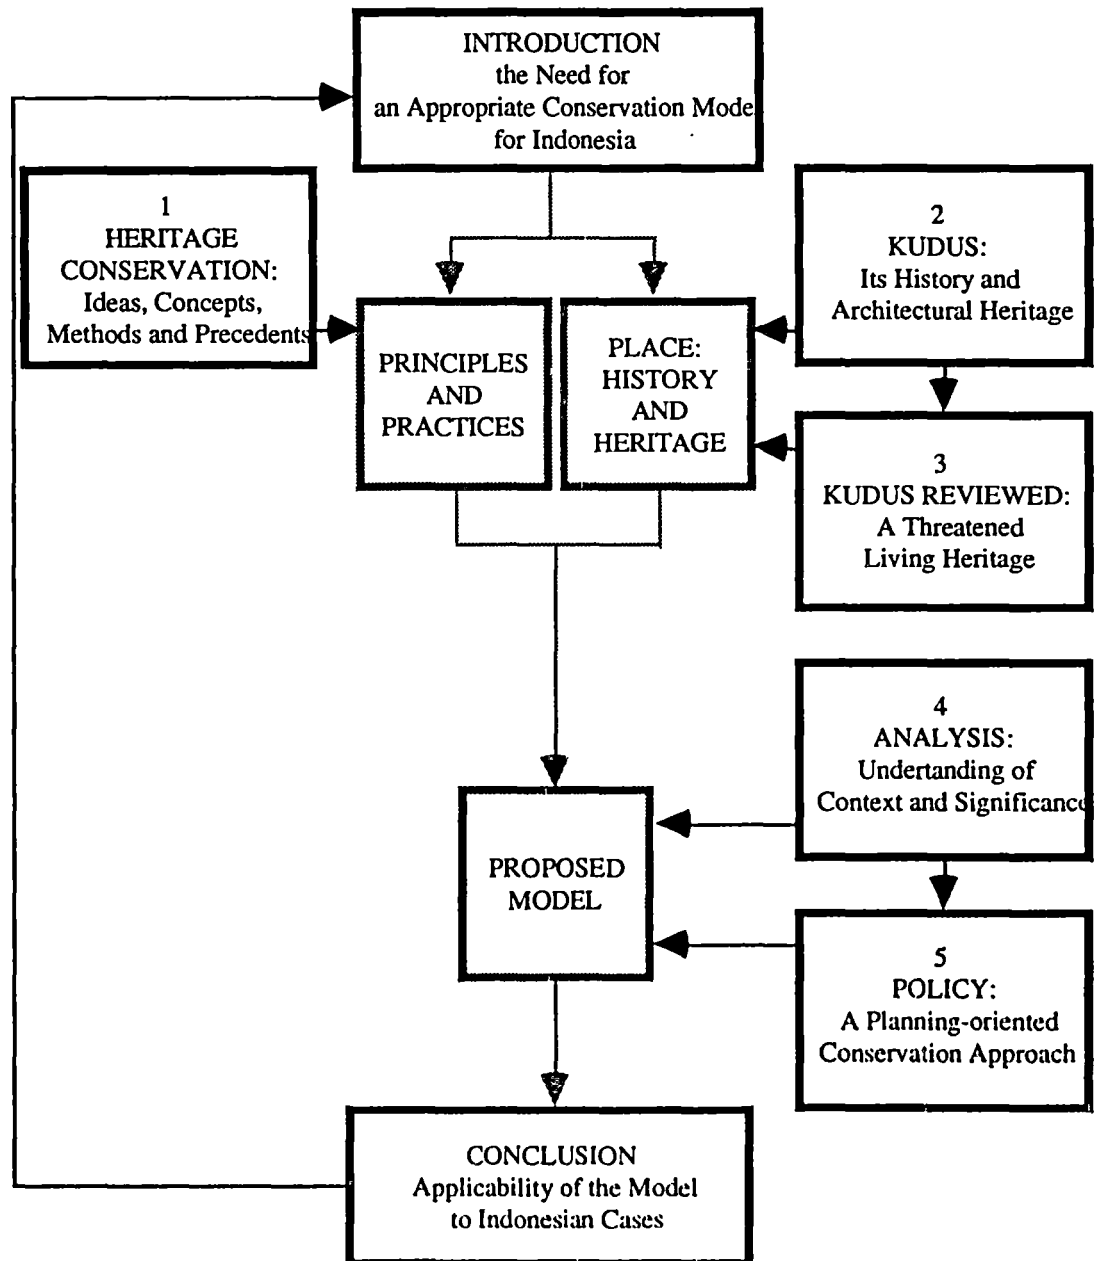 INTRODUCTION
the Need for
an Appropriate Conservation Mode
for Indonesia
1
HERITAGE
CONSERVATION:
Ideas, Concepts,
Methods and Precedents
2
KUDUS:
Its History and
Architectural Heritage
PRINCIPLES
AND
PRACTICES
PLACE:
HISTORY
AND
HERITAGE
3
KUDUS REVIEWED:
A Threatened
Living Heritage
4
ANALYSIS:
Undertanding of
Context and Significance
PROPOSED
MODEL
5
POLICY:
A Planning-oriented
Conservation Approach
CONCLUSION
Applicability of the Model
to Indonesian Cases